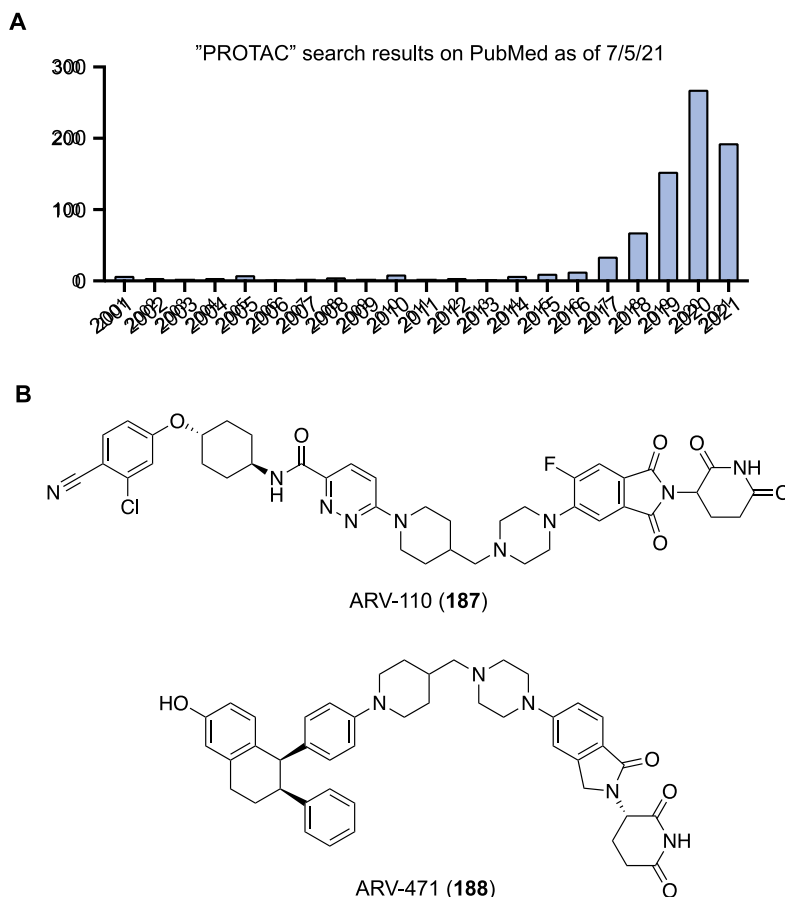 A
”PROTAC” search results on PubMed as of 7/5/21
300
200
100
0
2001
2002
2003
2004
2005
2006
2007
2008
2009
2010
2011
2012
2013
2014
2015
2016
2017
2018
2019
2020
2021
B
N
Cl
O
O
N
H
N
N
N
N
N
F
O
O
N
O
NH
O
ARV-110 (187)
HO
N
N
N
O
N
O
NH
O
ARV-471 (188)